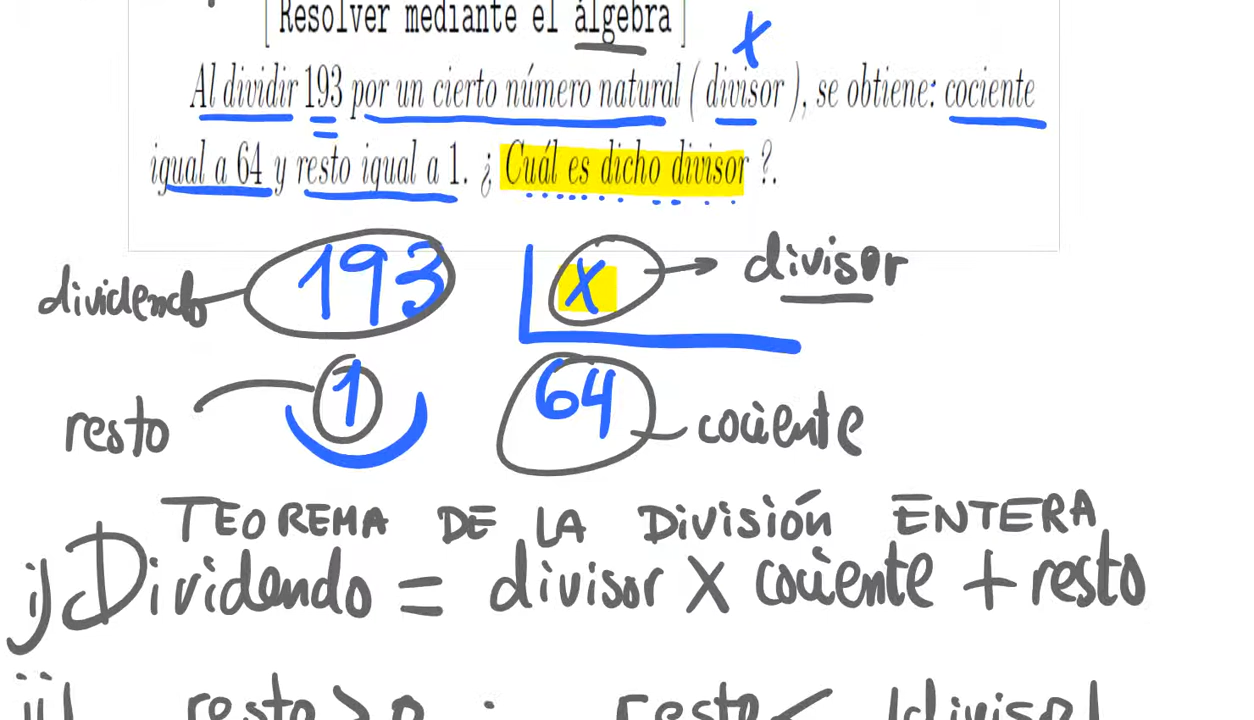 [ Resolver mediante el álgebra ]
x
Al dividir 193 por un cierto número natural ( divisor ), se obtiene: cociente
igual a 64 y resto igual a 1. ¿ Cuál es dicho divisor ?.
dividendo 193 x divisor
resto 1 64 cociente
TEOREMA DE LA División ENTERA
i) Dividendo = divisor X cociente + resto
ii) resto